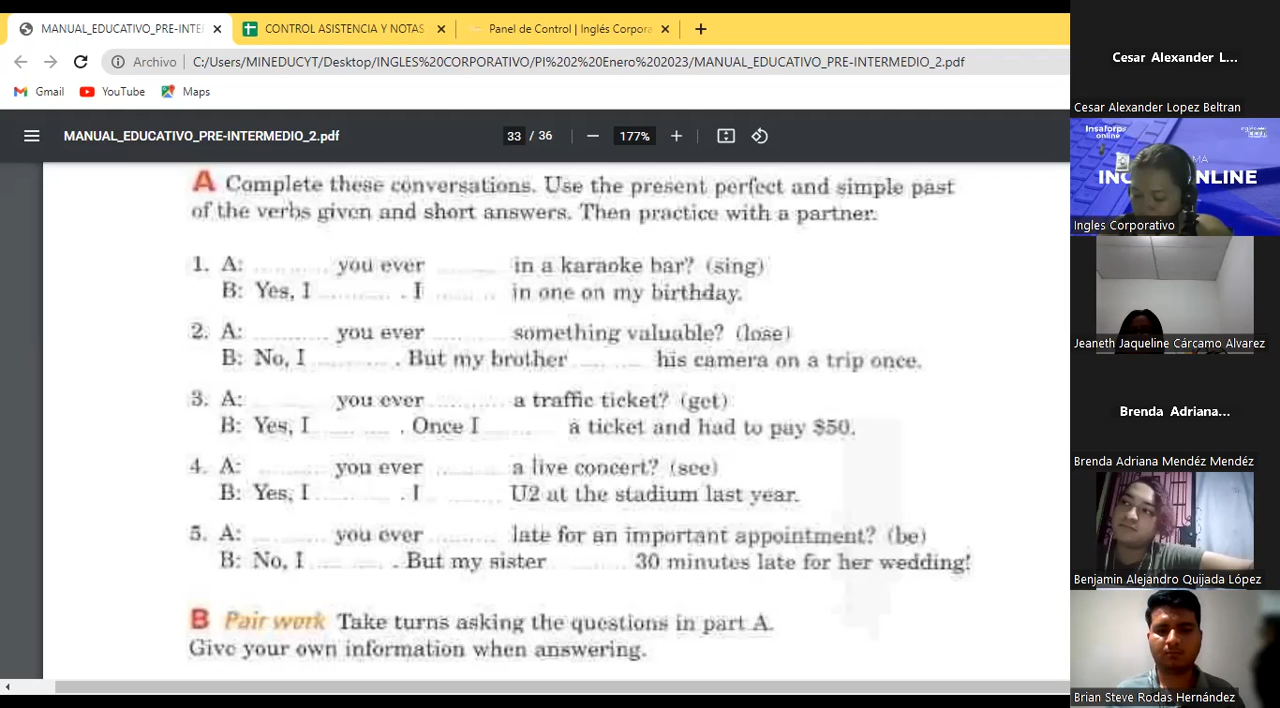 MANUAL_EDUCATIVO_PRE-INTER
CONTROL ASISTENCIA Y NOTAS
Panel de Control | Inglés Corpora
Archivo C:/Users/MINEDUCYT/Desktop/INGLES%20CORPORATIVO/PI%202%20Enero%202023/MANUAL_EDUCATIVO_PRE-INTERMEDIO_2.pdf
Gmail YouTube Maps
MANUAL_EDUCATIVO_PRE-INTERMEDIO_2.pdf 33 / 36 177%
A Complete these conversations. Use the present perfect and simple past
of the verbs given and short answers. Then practice with a partner.
1. A: .......... you ever .......... in a karaoke bar? (sing)
B: Yes, I .......... . I .......... in one on my birthday.
2. A: .......... you ever .......... something valuable? (lose)
B: No, I .......... . But my brother .......... his camera on a trip once.
3. A: .......... you ever .......... a traffic ticket? (get)
B: Yes, I .......... . Once I .......... a ticket and had to pay $50.
4. A: .......... you ever .......... a live concert? (see)
B: Yes, I .......... . I .......... U2 at the stadium last year.
5. A: .......... you ever .......... late for an important appointment? (be)
B: No, I .......... . But my sister .......... 30 minutes late for her wedding!
B Pair work Take turns asking the questions in part A.
Give your own information when answering.
Cesar Alexander L...
Cesar Alexander Lopez Beltran
Insaforp
online
NLINE
Ingles Corporativo
Jeaneth Jaqueline Cárcamo Alvarez
Brenda Adriana...
Brenda Adriana Mendéz Mendéz
Benjamin Alejandro Quijada López
Brian Steve Rodas Hernández